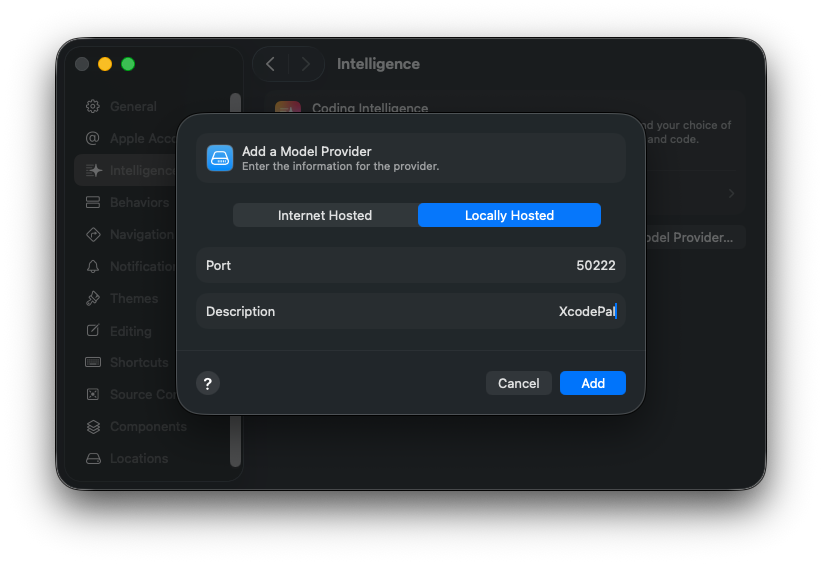 Intelligence
General
Apple Acco
Intelligence
Behaviors
Navigation
Notification
Themes
Editing
Shortcuts
Source Con
Components
Locations
Coding Intelligence
nd your choice of
and code.
odel Provider...
Add a Model Provider
Enter the information for the provider.
Internet Hosted
Locally Hosted
Port
50222
Description
XcodePal
?
Cancel
Add